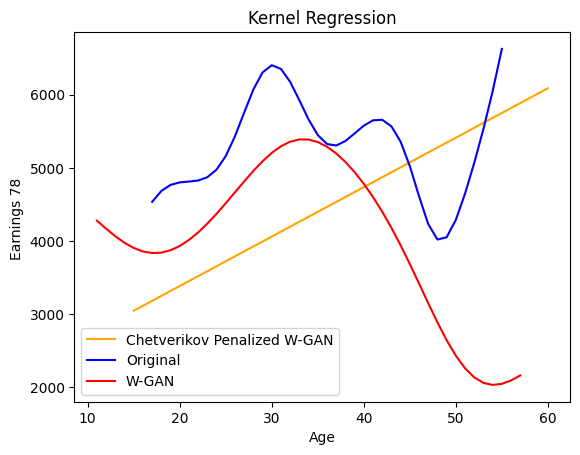 Kernel Regression
Earnings 78
6000
5000
4000
3000
2000
Chetverikov Penalized W-GAN
Original
W-GAN
10 20 30 40 50 60
Age